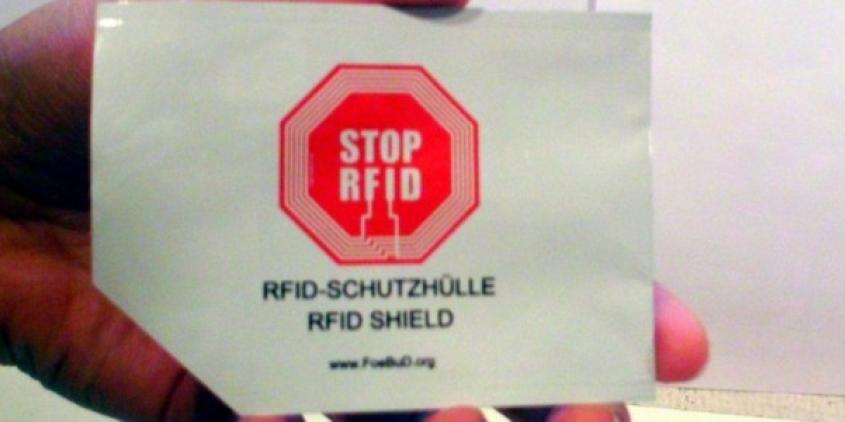 STOP
RFID
RFID-SCHUTZHÜLLE
RFID SHIELD
www.FoeBuD.org